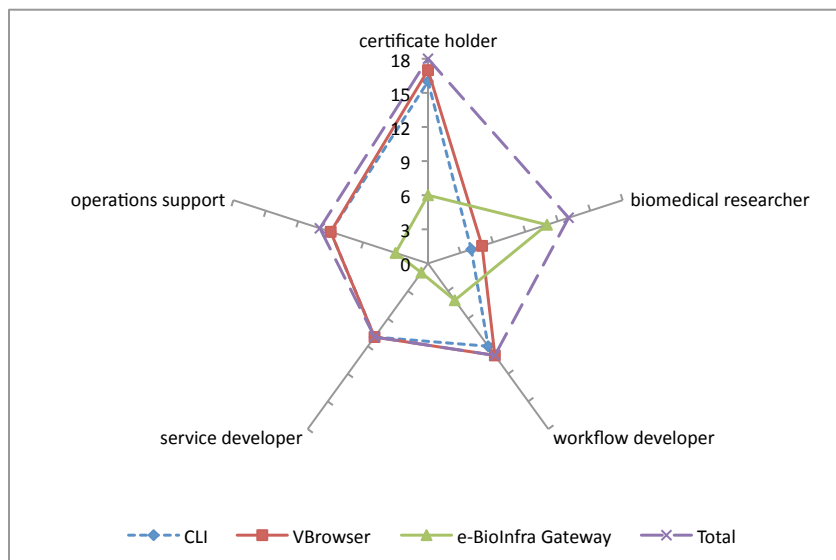 certificate holder
18
15
12
9
6
3
0
operations support
biomedical researcher
service developer
workflow developer
CLI
VBrowser
e-BioInfra Gateway
Total